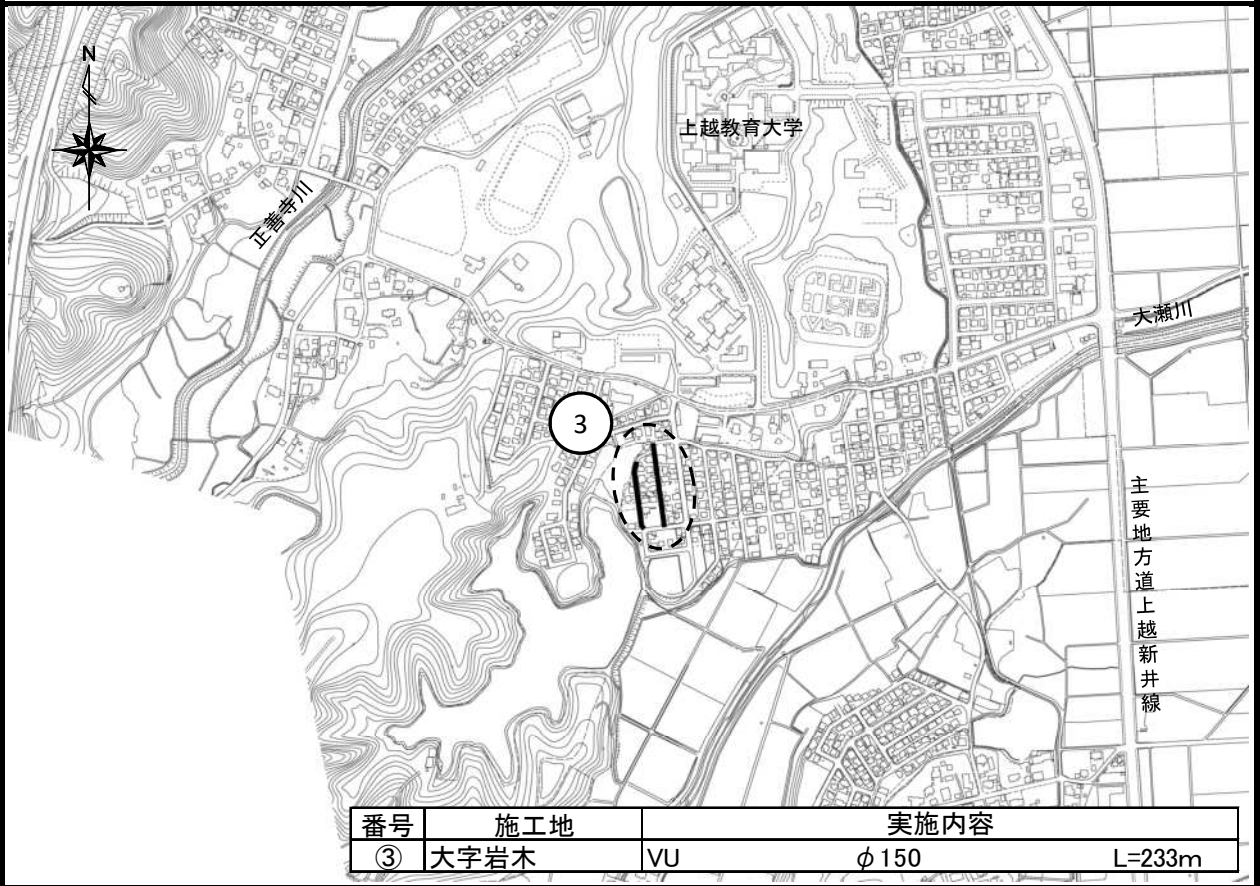 N
上越教育大学
正善寺川
大瀬川
3
主要地方道上越新井線
番号 施工地 実施内容
③ 大字岩木 VU φ150 L=233m